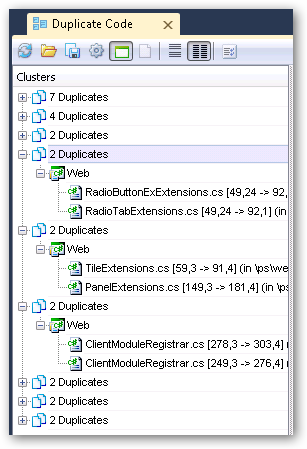 Duplicate Code
Clusters
7 Duplicates
4 Duplicates
2 Duplicates
2 Duplicates
Web
RadioButtonExExtensions.cs [49,24 -> 92,
RadioTabExtensions.cs [49,24 -> 92,1] (in \ps\we
2 Duplicates
Web
TileExtensions.cs [59,3 -> 91,4] (in \ps\we
PanelExtensions.cs [149,3 -> 181,4] (in
2 Duplicates
Web
ClientModuleRegistrar.cs [278,3 -> 303,4]
ClientModuleRegistrar.cs [249,3 -> 276,4]
2 Duplicates
2 Duplicates
2 Duplicates